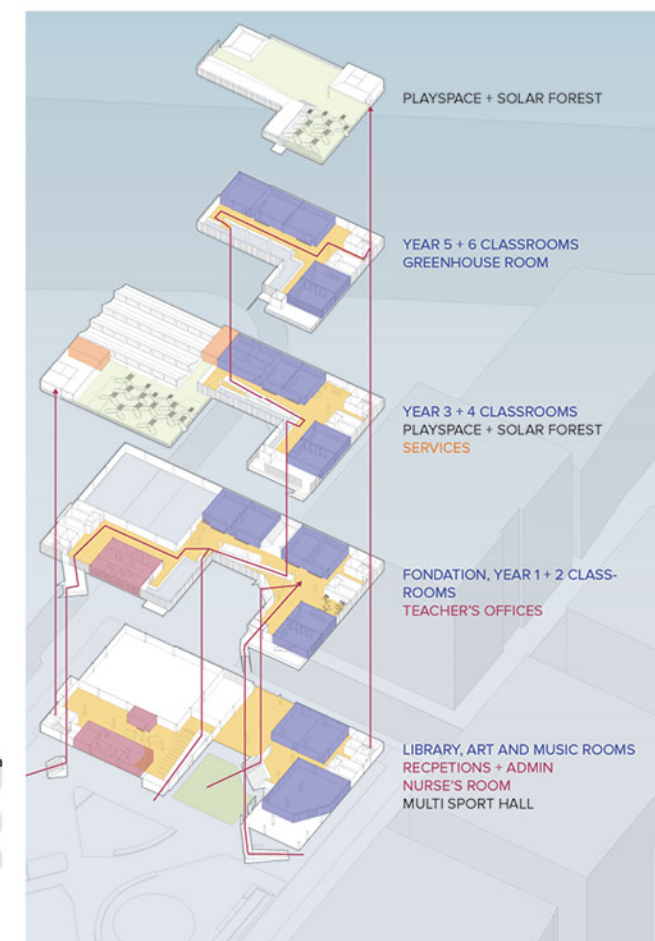 PLAYSPACE + SOLAR FOREST
YEAR 5 + 6 CLASSROOMS
GREENHOUSE ROOM
YEAR 3 + 4 CLASSROOMS
PLAYSPACE + SOLAR FOREST
SERVICES
FONDATION, YEAR 1 + 2 CLASS-
ROOMS
TEACHER'S OFFICES
LIBRARY, ART AND MUSIC ROOMS
RECPETIONS + ADMIN
NURSE'S ROOM
MULTI SPORT HALL